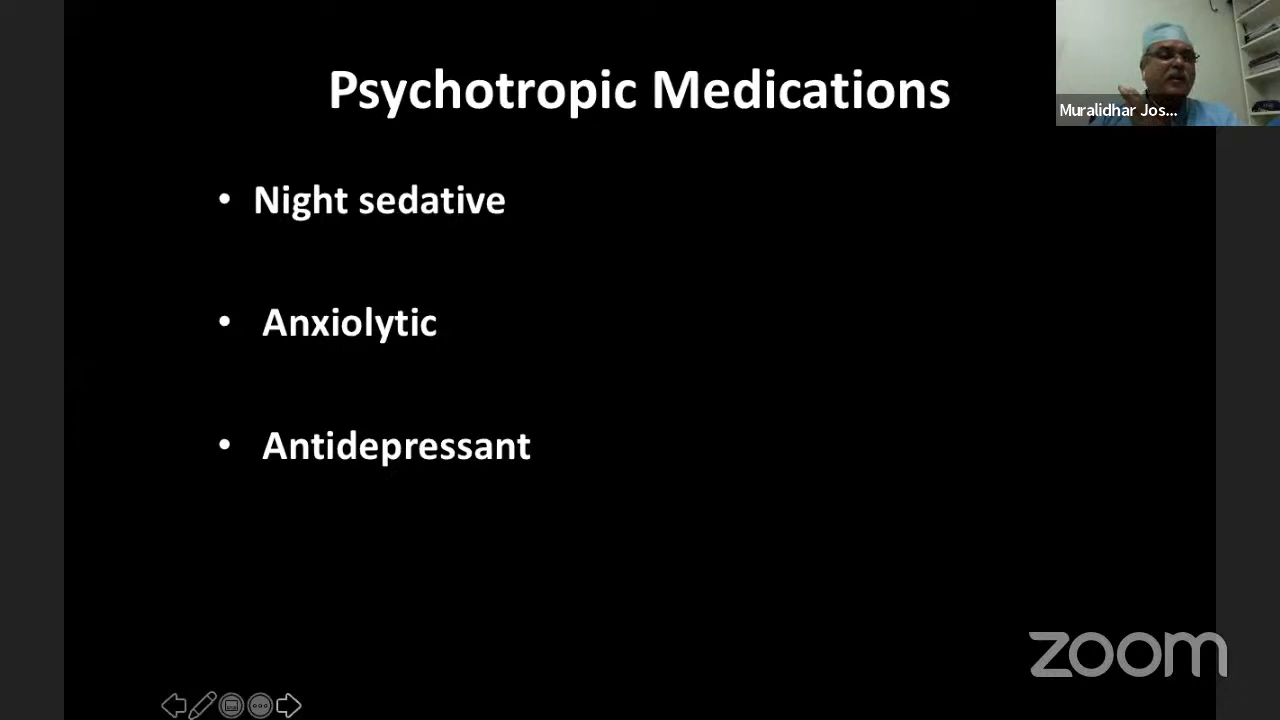 Psychotropic Medications
Muralidhar Jos...
• Night sedative
• Anxiolytic
• Antidepressant
zoom